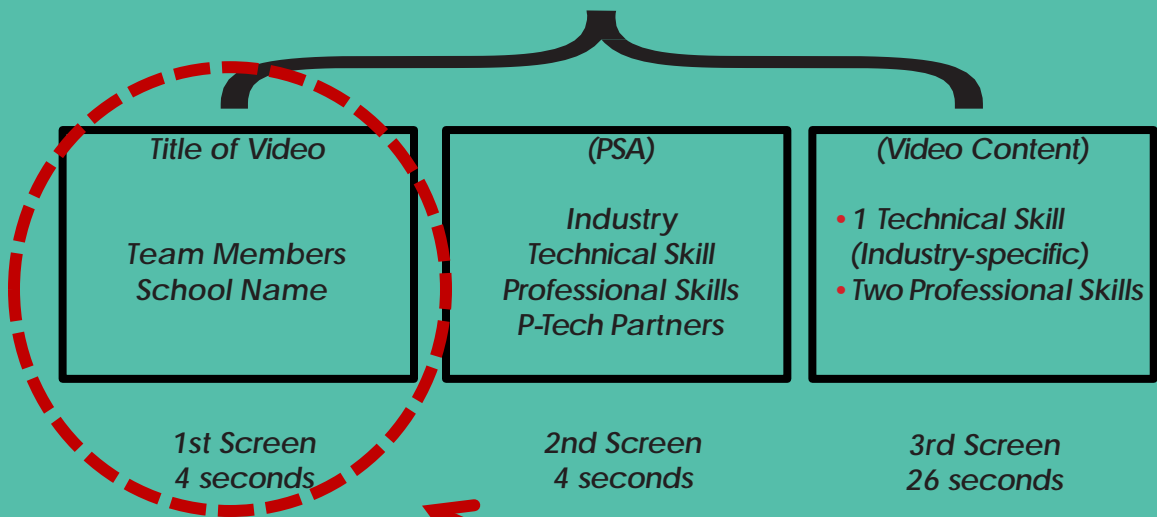 Title of Video
Team Members
School Name
(PSA)
Industry
Technical Skill
Professional Skills
P-Tech Partners
(Video Content)
• 1 Technical Skill
(Industry-specific)
• Two Professional Skills
1st Screen
4 seconds
2nd Screen
4 seconds
3rd Screen
26 seconds